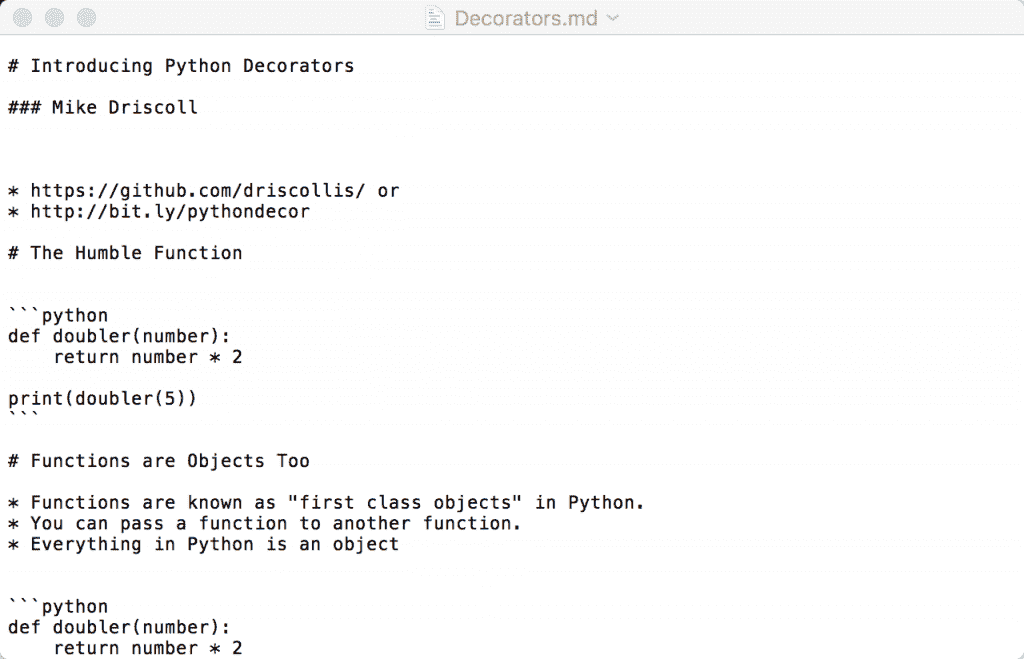 Decorators.md
# Introducing Python Decorators
### Mike Driscoll
* https://github.com/driscollis/ or
* http://bit.ly/pythondecor
# The Humble Function
```python
def doubler(number):
    return number * 2
print(doubler(5))
```
# Functions are Objects Too
* Functions are known as "first class objects" in Python.
* You can pass a function to another function.
* Everything in Python is an object
```python
def doubler(number):
    return number * 2